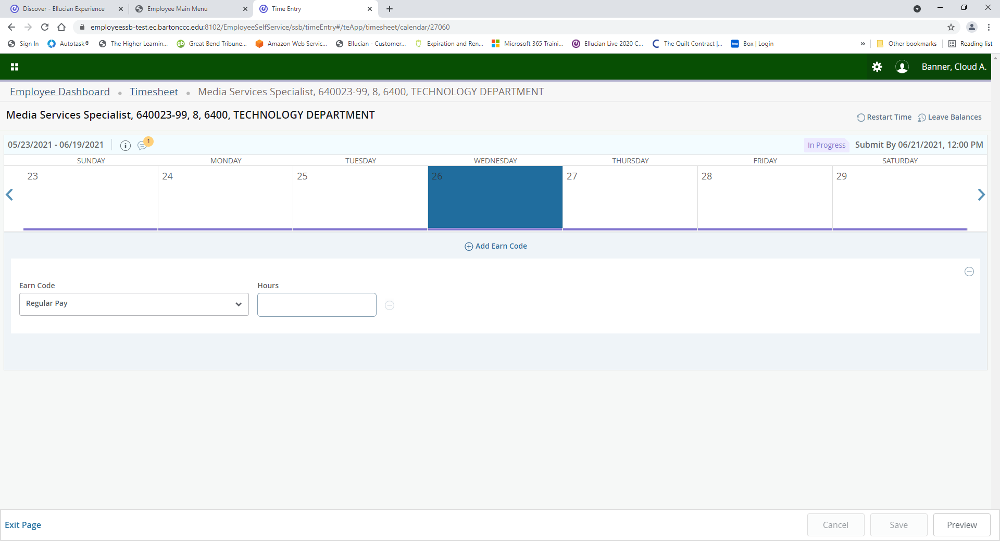 Discover - Ellucian Experience
Employee Main Menu
Time Entry
employeessb-test.ec.bartonccc.edu:8102/EmployeeSelfService/ssb/timeEntry#/teApp/timesheet/calendar/27060
Sign In
Autotask®
The Higher Learnin...
gb
Great Bend Tribune...
Amazon Web Servic...
Ellucian - Customer...
Expiration and Ren...
Microsoft 365 Traini...
Ellucian Live 2020 C...
The Quilt Contract |...
box
Box | Login
»
Other bookmarks
Reading list
Banner, Cloud A.
Employee Dashboard • Timesheet • Media Services Specialist, 640023-99, 8, 6400, TECHNOLOGY DEPARTMENT
Media Services Specialist, 640023-99, 8, 6400, TECHNOLOGY DEPARTMENT
Restart Time
Leave Balances
05/23/2021 - 06/19/2021
1
In Progress
Submit By 06/21/2021, 12:00 PM
SUNDAY MONDAY TUESDAY WEDNESDAY THURSDAY FRIDAY SATURDAY
23 24 25 26 27 28 29
Add Earn Code
Earn Code
Hours
Regular Pay
Exit Page
Cancel
Save
Preview